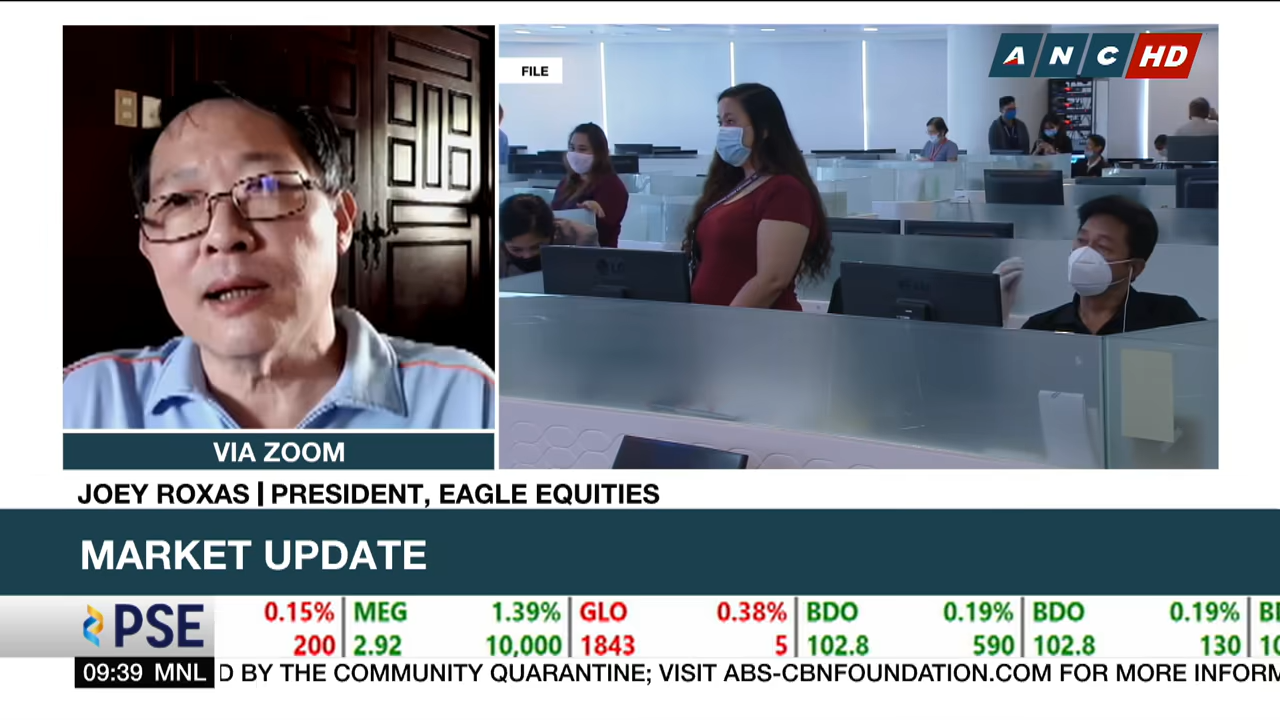 FILE
ANC HD
LG
VIA ZOOM
JOEY ROXAS | PRESIDENT, EAGLE EQUITIES
MARKET UPDATE
PSE
0.15% MEG 1.39% GLO 0.38% BDO 0.19% BDO 0.19%
200 2.92 10,000 1843 5 102.8 590 102.8 130
09:39 MNL
D BY THE COMMUNITY QUARANTINE; VISIT ABS-CBNFOUNDATION.COM FOR MORE INFORM